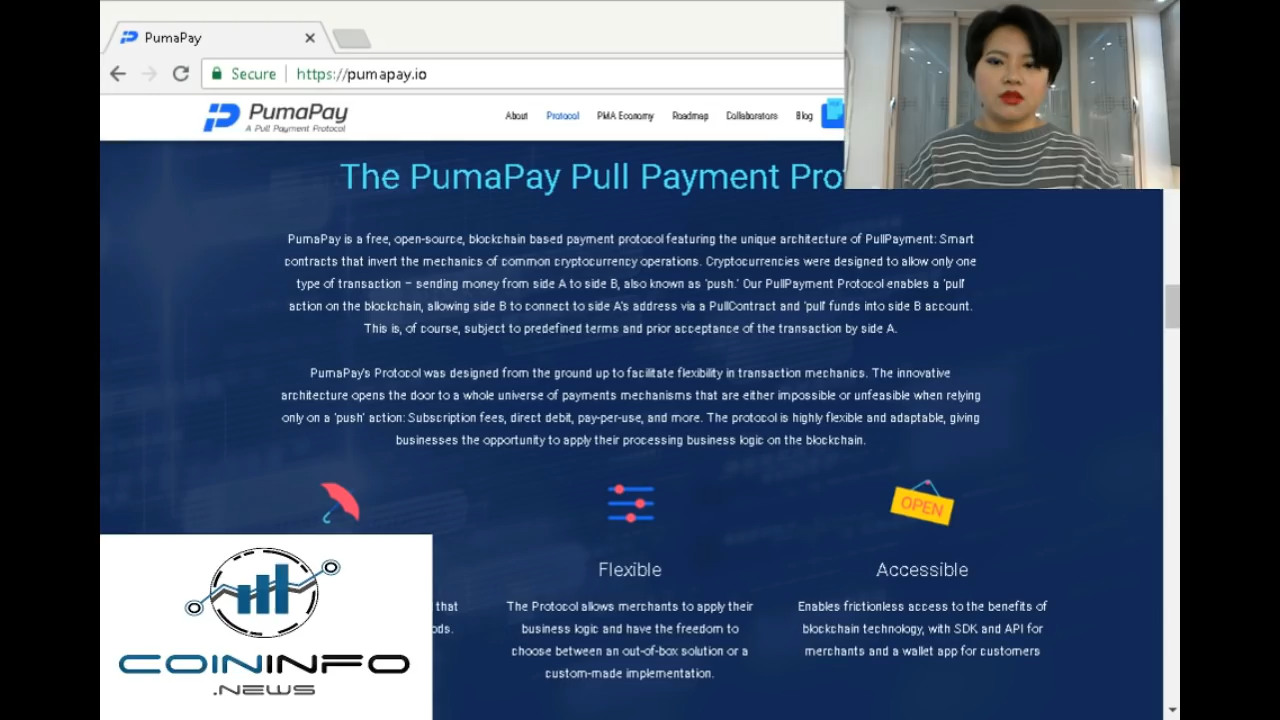 PumaPay
Secure
https://pumapay.io
PumaPay
A Pull Payment Protocol
About
Protocol
PMA Economy
Roadmap
Collaborators
Blog
The PumaPay Pull Payment Pro
PumaPay is a free, open-source, blockchain based payment protocol featuring the unique architecture of PullPayment: Smart
contracts that invert the mechanics of common cryptocurrency operations. Cryptocurrencies were designed to allow only one
type of transaction – sending money from side A to side B, also known as 'push.' Our PullPayment Protocol enables a 'pull'
action on the blockchain, allowing side B to connect to side A's address via a PullContract and 'pull' funds into side B account.
This is, of course, subject to predefined terms and prior acceptance of the transaction by side A.
PumaPay's Protocol was designed from the ground up to facilitate flexibility in transaction mechanics. The innovative
architecture opens the door to a whole universe of payments mechanisms that are either impossible or unfeasible when relying
only on a 'push' action: Subscription fees, direct debit, pay-per-use, and more. The protocol is highly flexible and adaptable, giving
businesses the opportunity to apply their processing business logic on the blockchain.
OPEN
Flexible
Accessible
that
ods.
The Protocol allows merchants to apply their
business logic and have the freedom to
choose between an out-of-box solution or a
custom-made implementation.
Enables frictionless access to the benefits of
blockchain technology, with SDK and API for
merchants and a wallet app for customers
COININFO
.NEWS